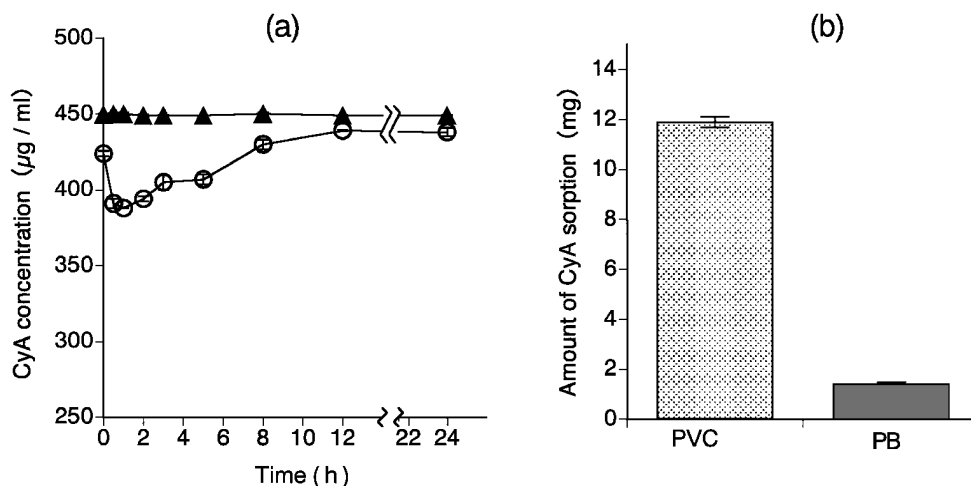 (a)
CyA concentration (µg / ml)
500
450
400
350
300
250
0 2 4 6 8 10 12 22 24
Time ( h )
(b)
Amount of CyA sorption (mg)
14
12
10
8
6
4
2
0
PVC PB